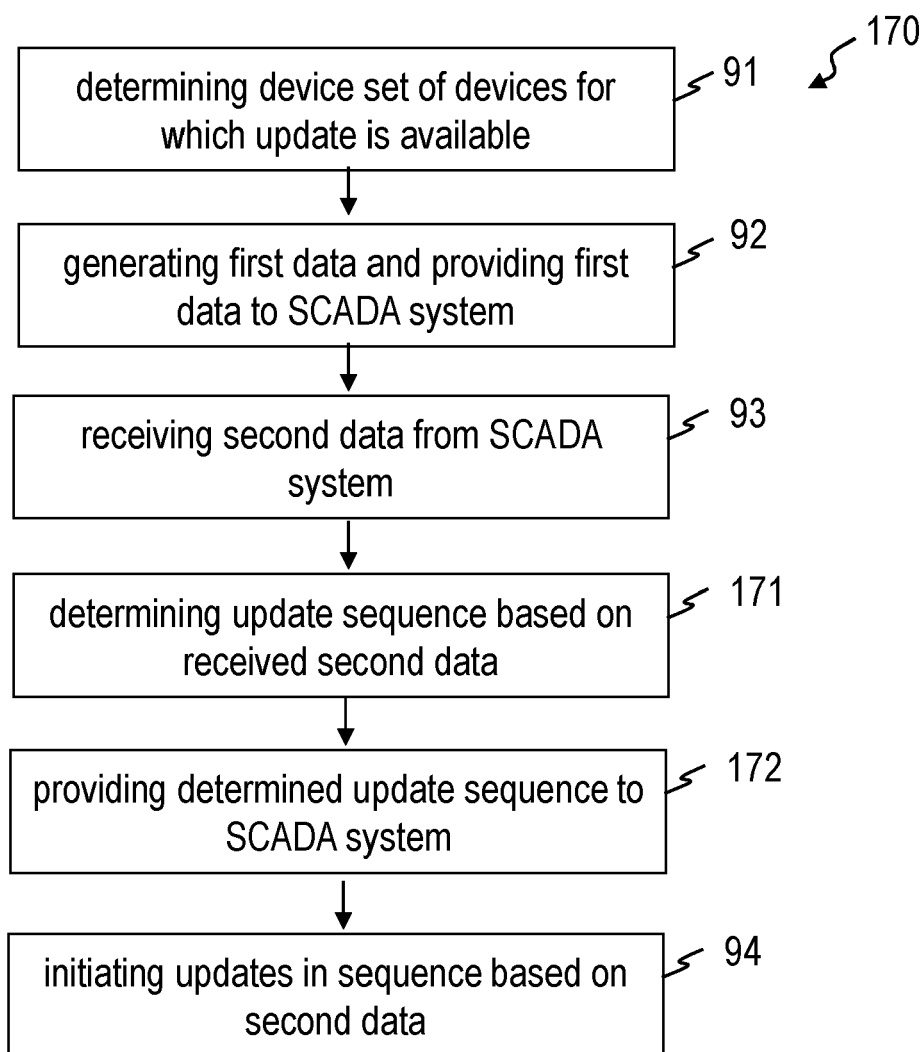 170
determining device set of devices for
which update is available
91
generating first data and providing first
data to SCADA system
92
receiving second data from SCADA
system
93
determining update sequence based on
received second data
171
providing determined update sequence to
SCADA system
172
initiating updates in sequence based on
second data
94